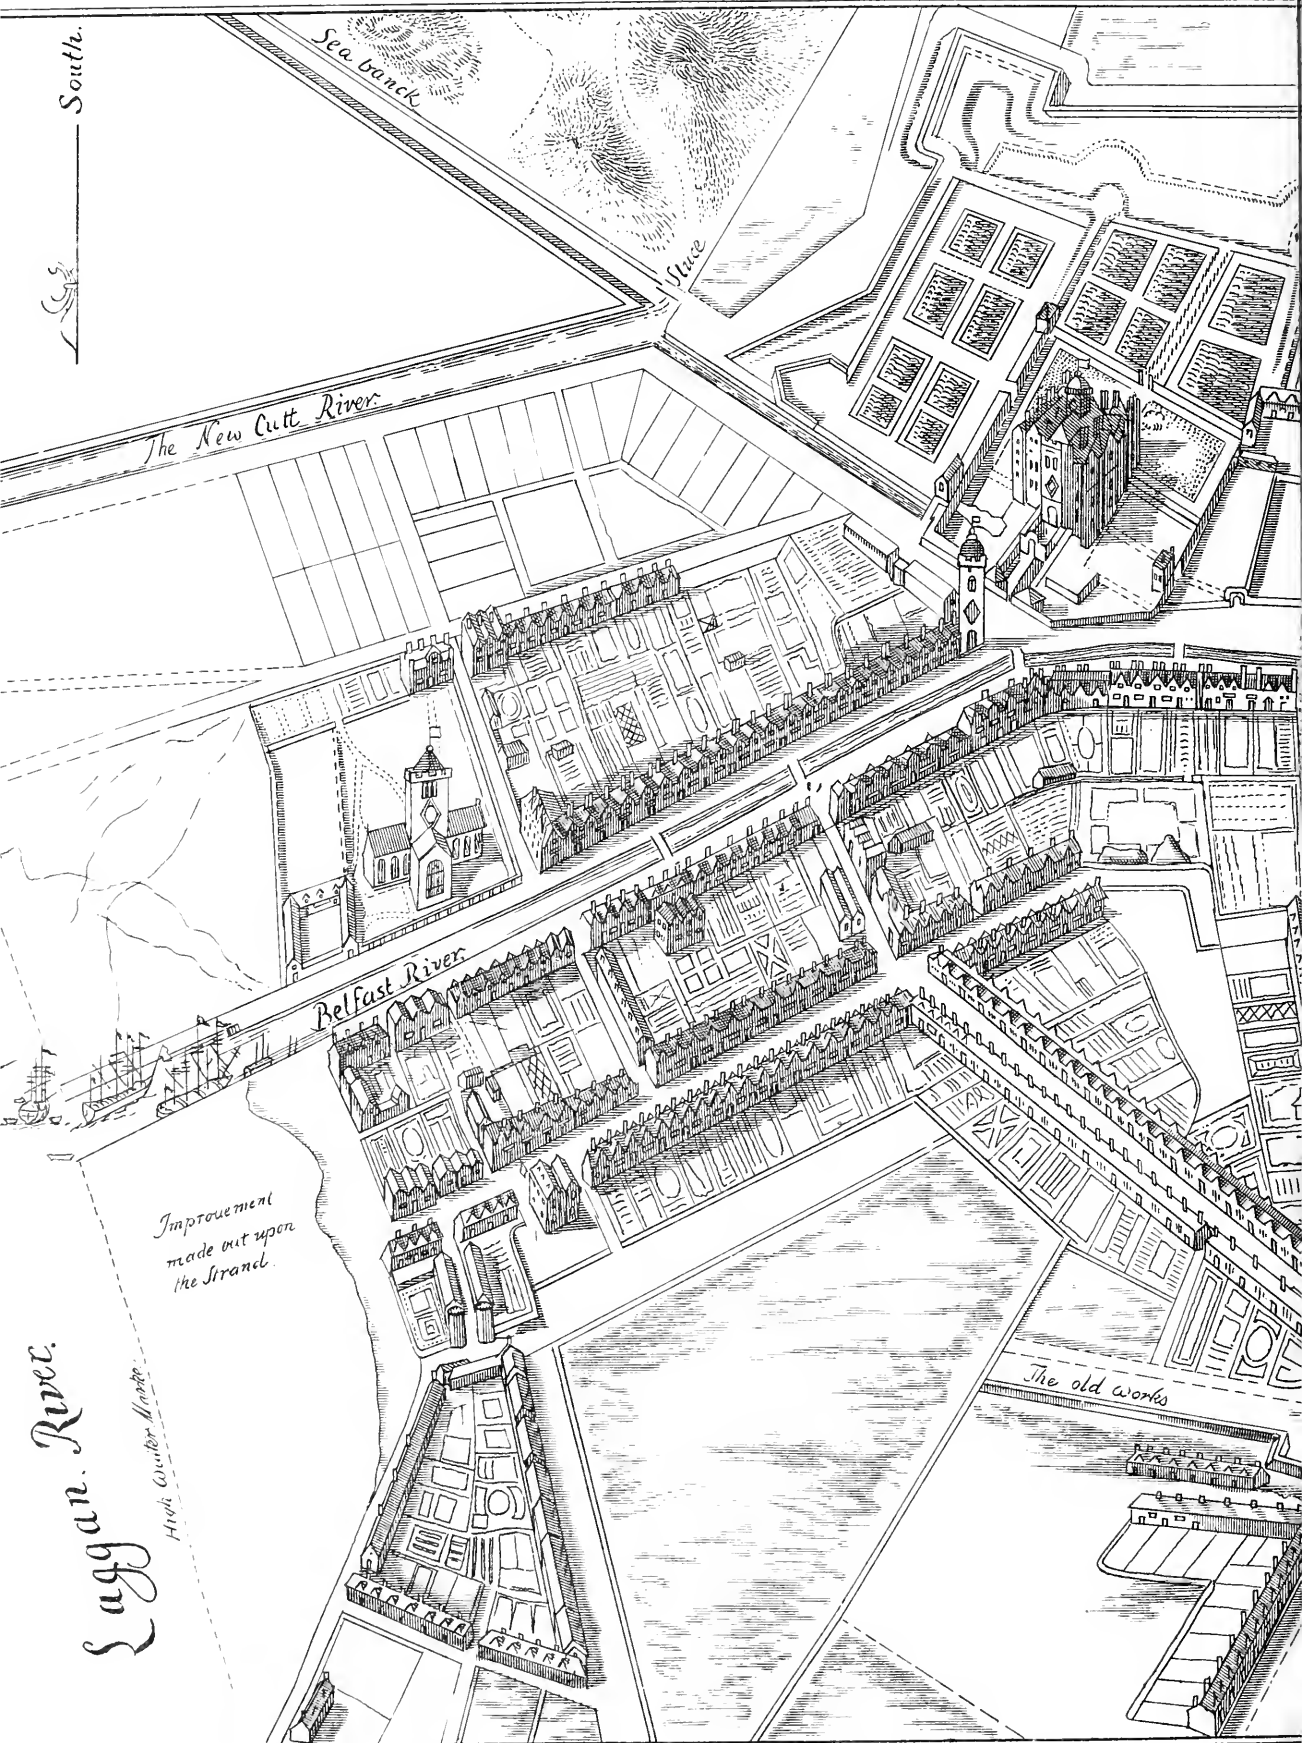 South.
Sea banck
Sluce
The New Cutt River
Belfast River
Improvement
made out upon
the Strand.
Laggan. River.
High Water Marke
The old works